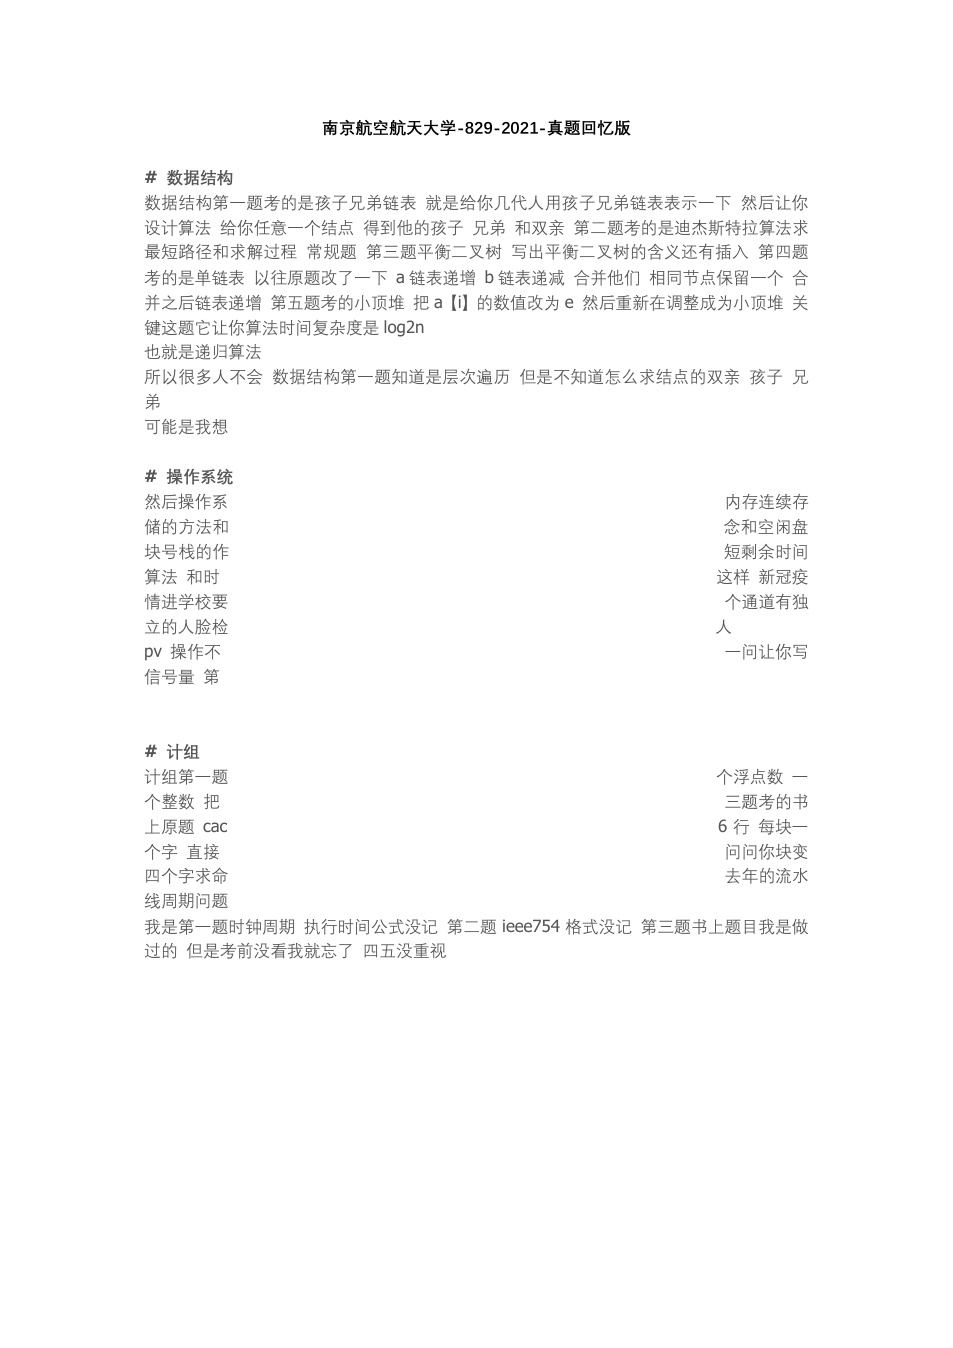 南京航空航天大学-829-2021-真题回忆版
# 数据结构
数据结构第一题考的是孩子兄弟链表 就是给你几代人用孩子兄弟链表表示一下 然后让你
设计算法 给你任意一个结点 得到他的孩子 兄弟 和双亲 第二题考的是迪杰斯特拉算法求
最短路径和求解过程 常规题 第三题平衡二叉树 写出平衡二叉树的含义还有插入 第四题
考的是单链表 以往原题改了一下 a 链表递增 b 链表递减 合并他们 相同节点保留一个 合
并之后链表递增 第五题考的小顶堆 把 a【i】的数值改为 e 然后重新在调整成为小顶堆 关
键这题它让你算法时间复杂度是 log2n
也就是递归算法
所以很多人不会 数据结构第一题知道是层次遍历 但是不知道怎么求结点的双亲 孩子 兄
弟
可能是我想
# 操作系统
然后操作系 内存连续存
储的方法和 念和空闲盘
块号栈的作 短剩余时间
算法 和时 这样 新冠疫
情进学校要 个通道有独
立的人脸检 人
pv 操作不 一问让你写
信号量 第
# 计组
计组第一题 个浮点数 一
个整数 把 三题考的书
上原题 cac 6 行 每块一
个字 直接 问问你块变
四个字求命 去年的流水
线周期问题
我是第一题时钟周期 执行时间公式没记 第二题 ieee754 格式没记 第三题书上题目我是做
过的 但是考前没看我就忘了 四五没重视